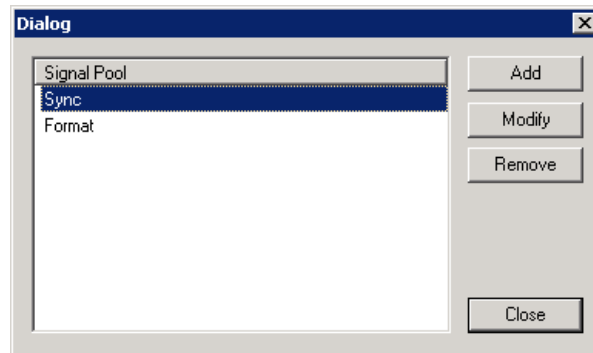 Dialog
Signal Pool
Sync
Format
Add
Modify
Remove
Close